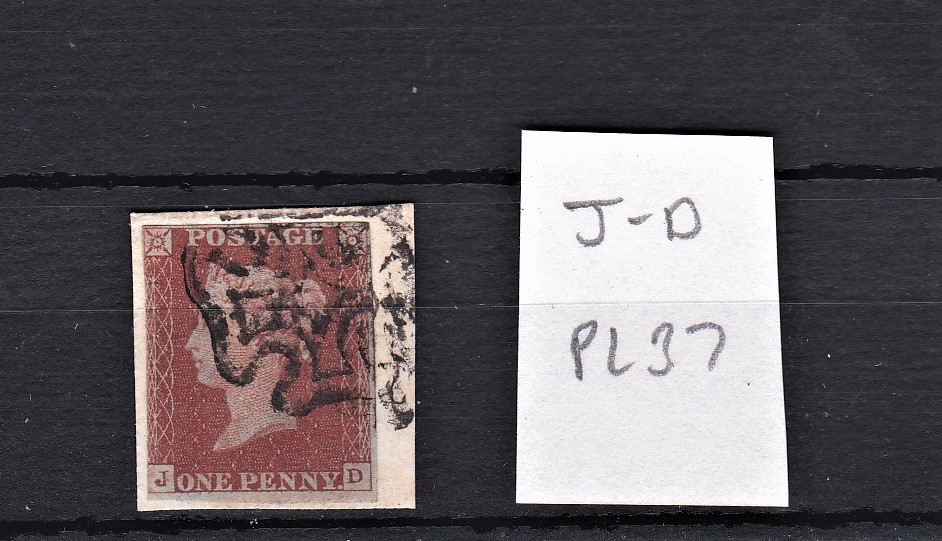 POSTAGE
J ONE PENNY. D
J-D
PL37